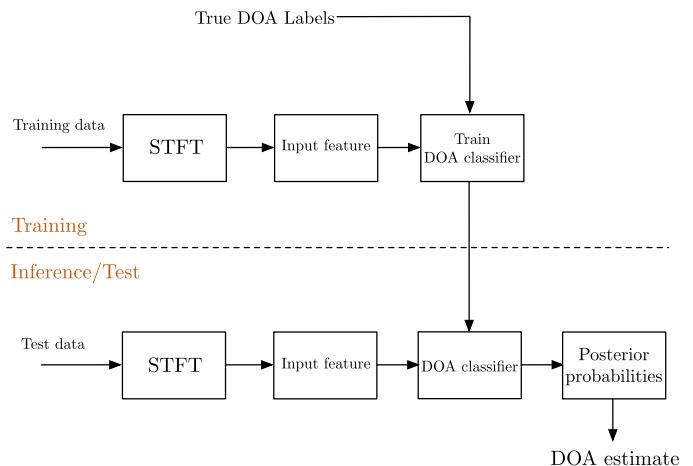 True DOA Labels
Training data
STFT
Input feature
Train
DOA classifier
Training
Inference/Test
Test data
STFT
Input feature
DOA classifier
Posterior
probabilities
DOA estimate